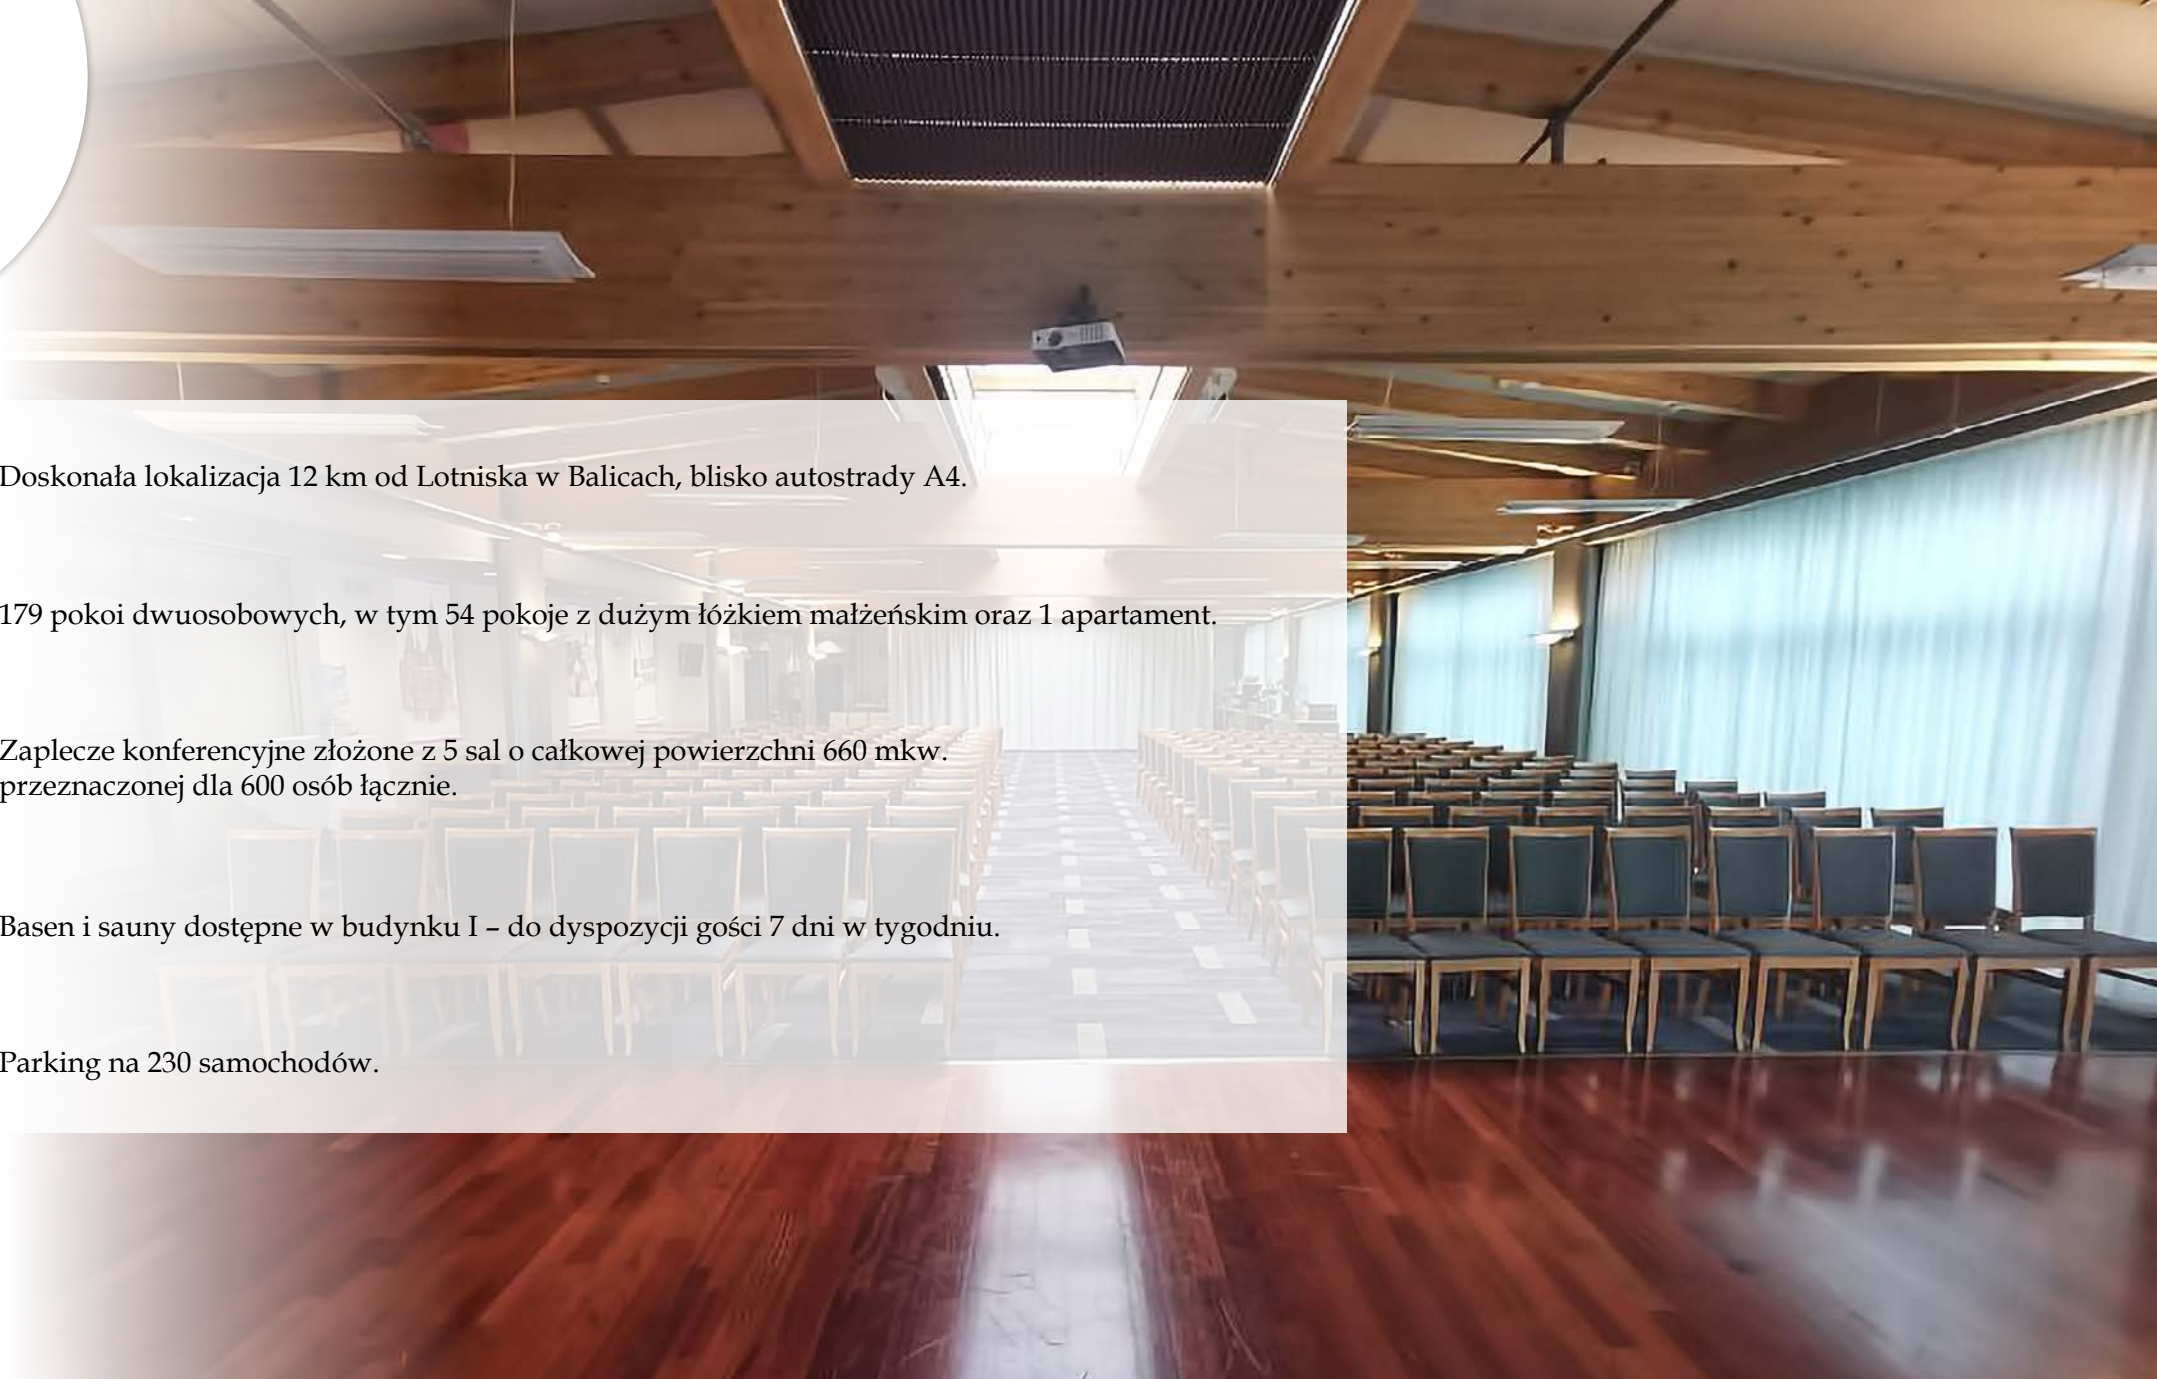 Doskonała lokalizacja 12 km od Lotniska w Balicach, blisko autostrady A4.
179 pokoi dwuosobowych, w tym 54 pokoje z dużym łóżkiem małżeńskim oraz 1 apartament.
Zaplecze konferencyjne złożone z 5 sal o całkowej powierzchni 660 mkw.
przeznaczonej dla 600 osób łącznie.
Basen i sauny dostępne w budynku I – do dyspozycji gości 7 dni w tygodniu.
Parking na 230 samochodów.